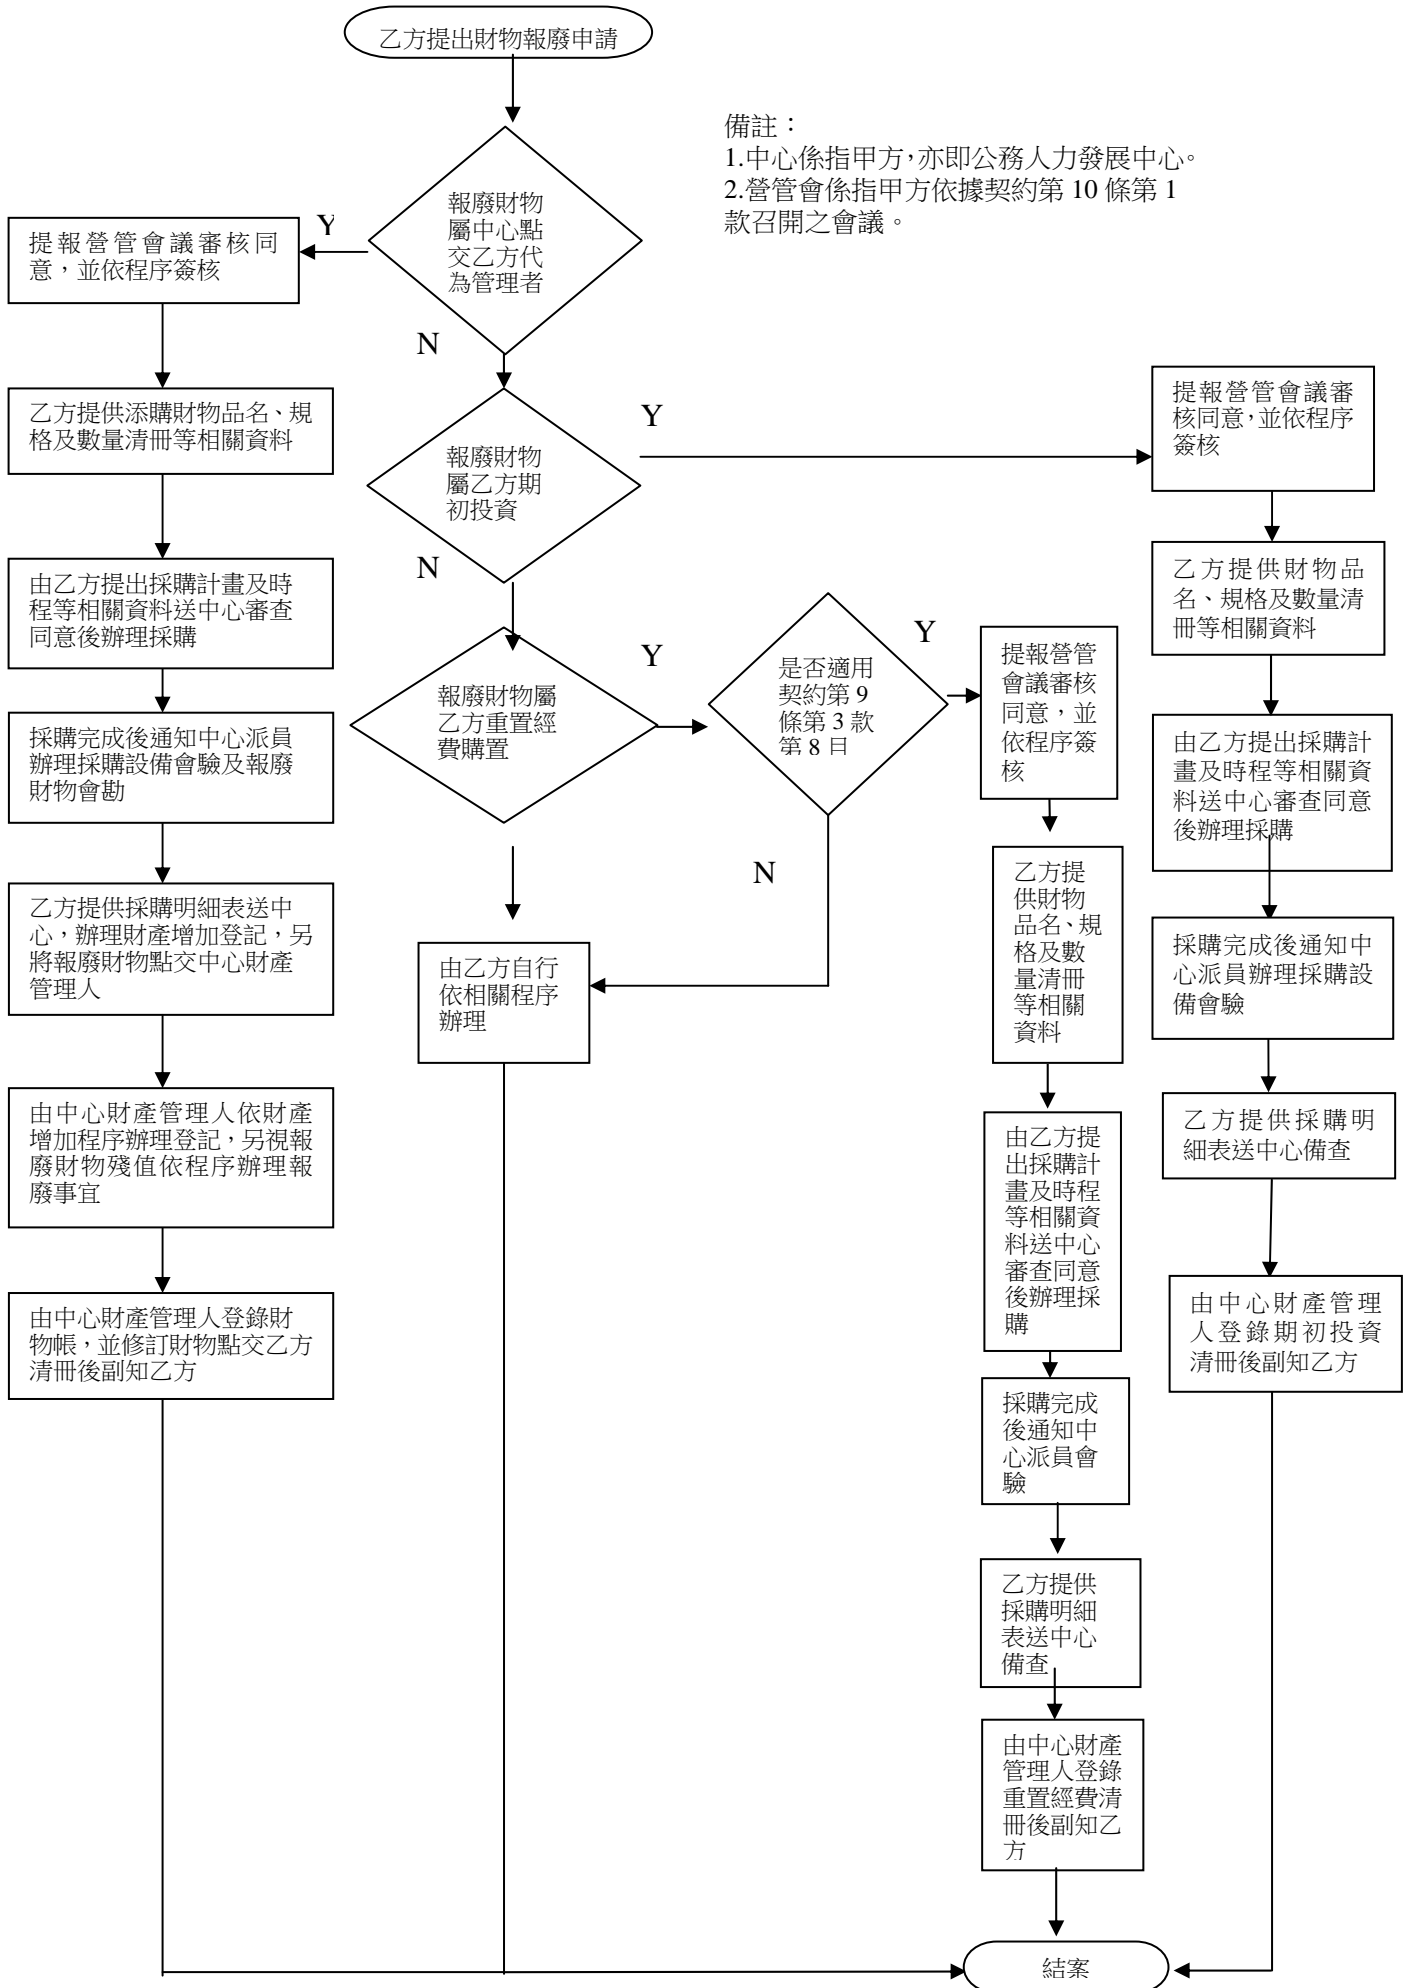 乙方提出財物報廢申請
備註：
1.中心係指甲方，亦即公務人力發展中心。
2.營管會係指甲方依據契約第 10 條第 1
款召開之會議。
報廢財物
屬中心點
交乙方代
為管理者
Y
N
提報營管會議審核同
意，並依程序簽核
乙方提供添購財物品名、規
格及數量清冊等相關資料
由乙方提出採購計畫及時
程等相關資料送中心審查
同意後辦理採購
採購完成後通知中心派員
辦理採購設備會驗及報廢
財物會勘
乙方提供採購明細表送中
心，辦理財產增加登記，另
將報廢財物點交中心財產
管理人
由中心財產管理人依財產
增加程序辦理登記，另視報
廢財物殘值依程序辦理報
廢事宜
由中心財產管理人登錄財
物帳，並修訂財物點交乙方
清冊後副知乙方
報廢財物
屬乙方期
初投資
Y
N
報廢財物屬
乙方重置經
費購置
Y
由乙方自行
依相關程序
辦理
是否適用
契約第 9
條第 3 款
第 8 目
Y
N
提報營管
會議審核
同意，並
依程序簽
核
乙方提
供財物
品名、規
格及數
量清冊
等相關
資料
由乙方提
出採購計
畫及時程
等相關資
料送中心
審查同意
後辦理採
購
採購完成
後通知中
心派員會
驗
乙方提供
採購明細
表送中心
備查
由中心財產
管理人登錄
重置經費清
冊後副知乙
方
提報營管會議審
核同意，並依程序
簽核
乙方提供財物品
名、規格及數量清
冊等相關資料
由乙方提出採購計
畫及時程等相關資
料送中心審查同意
後辦理採購
採購完成後通知中
心派員辦理採購設
備會驗
乙方提供採購明
細表送中心備查
由中心財產管理
人登錄期初投資
清冊後副知乙方
結案